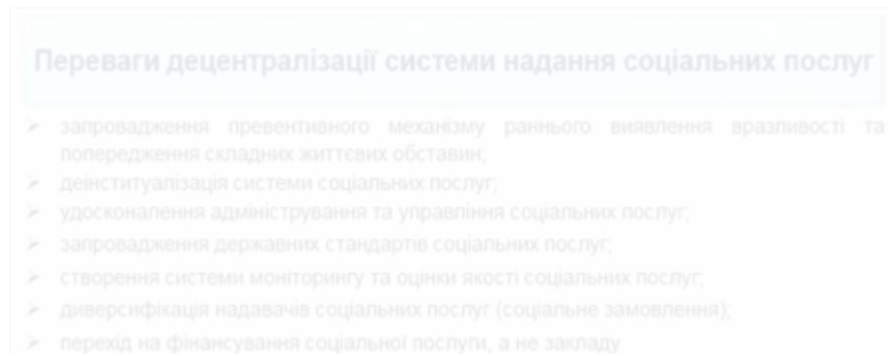 Переваги децентралізації системи надання соціальних послуг
➢ запровадження превентивного механізму раннього виявлення вразливості та
попередження складних життєвих обставин;
➢ деінституалізація системи соціальних послуг;
➢ удосконалення адміністрування та управління соціальних послуг;
➢ запровадження державних стандартів соціальних послуг;
➢ створення системи моніторингу та оцінки якості соціальних послуг;
➢ диверсифікація надавачів соціальних послуг (соціальне замовлення);
➢ перехід на фінансування соціальної послуги, а не закладу